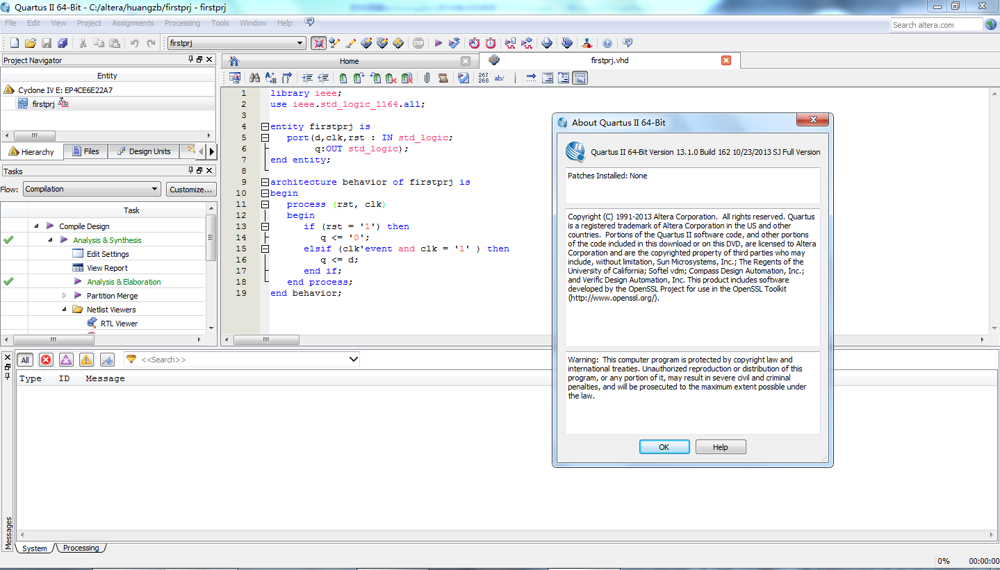 Quartus II 64-Bit - C:/altera/huangzb/firstprj - firstprj
File Edit View Project Assignments Processing Tools Window Help
Search altera.com
firstprj
Project Navigator
Entity
Cyclone IV E: EP4CE6E22A7
abd VHD firstprj
Hierarchy Files Design Units
Tasks
Flow: Compilation Customize...
Task
Compile Design
Analysis & Synthesis
Edit Settings
View Report
Analysis & Elaboration
Partition Merge
Netlist Viewers
RTL Viewer
Home firstprj.vhd
267 268 ab/
1 library ieee;
2 use ieee.std_logic_1164.all;
3
4 entity firstprj is
5 port(d,clk,rst : IN std_logic;
6 q:OUT std_logic);
7 end entity;
8
9 architecture behavior of firstprj is
10 begin
11 process (rst, clk)
12 begin
13 if (rst = '1') then
14 q <= '0';
15 elsif (clk'event and clk = '1' ) then
16 q <= d;
17 end if;
18 end process;
19 end behavior;
About Quartus II 64-Bit
Quartus II 64-Bit Version 13.1.0 Build 162 10/23/2013 SJ Full Version
Patches Installed: None
Copyright (C) 1991-2013 Altera Corporation. All rights reserved. Quartus
is a registered trademark of Altera Corporation in the US and other
countries. Portions of the Quartus II software code, and other portions
of the code included in this download or on this DVD, are licensed to Altera
Corporation and are the copyrighted property of third parties who may
include, without limitation, Sun Microsystems, Inc.; The Regents of the
University of California; Softel vdm; Compass Design Automation, Inc.;
and Verific Design Automation, Inc. This product includes software
developed by the OpenSSL Project for use in the OpenSSL Toolkit
(http://www.openssl.org/).
Warning: This computer program is protected by copyright law and
international treaties. Unauthorized reproduction or distribution of this
program, or any portion of it, may result in severe civil and criminal
penalties, and will be prosecuted to the maximum extent possible under
the law.
OK Help
All <<Search>>
Type ID Message
Messages
System Processing
0% 00:00:00